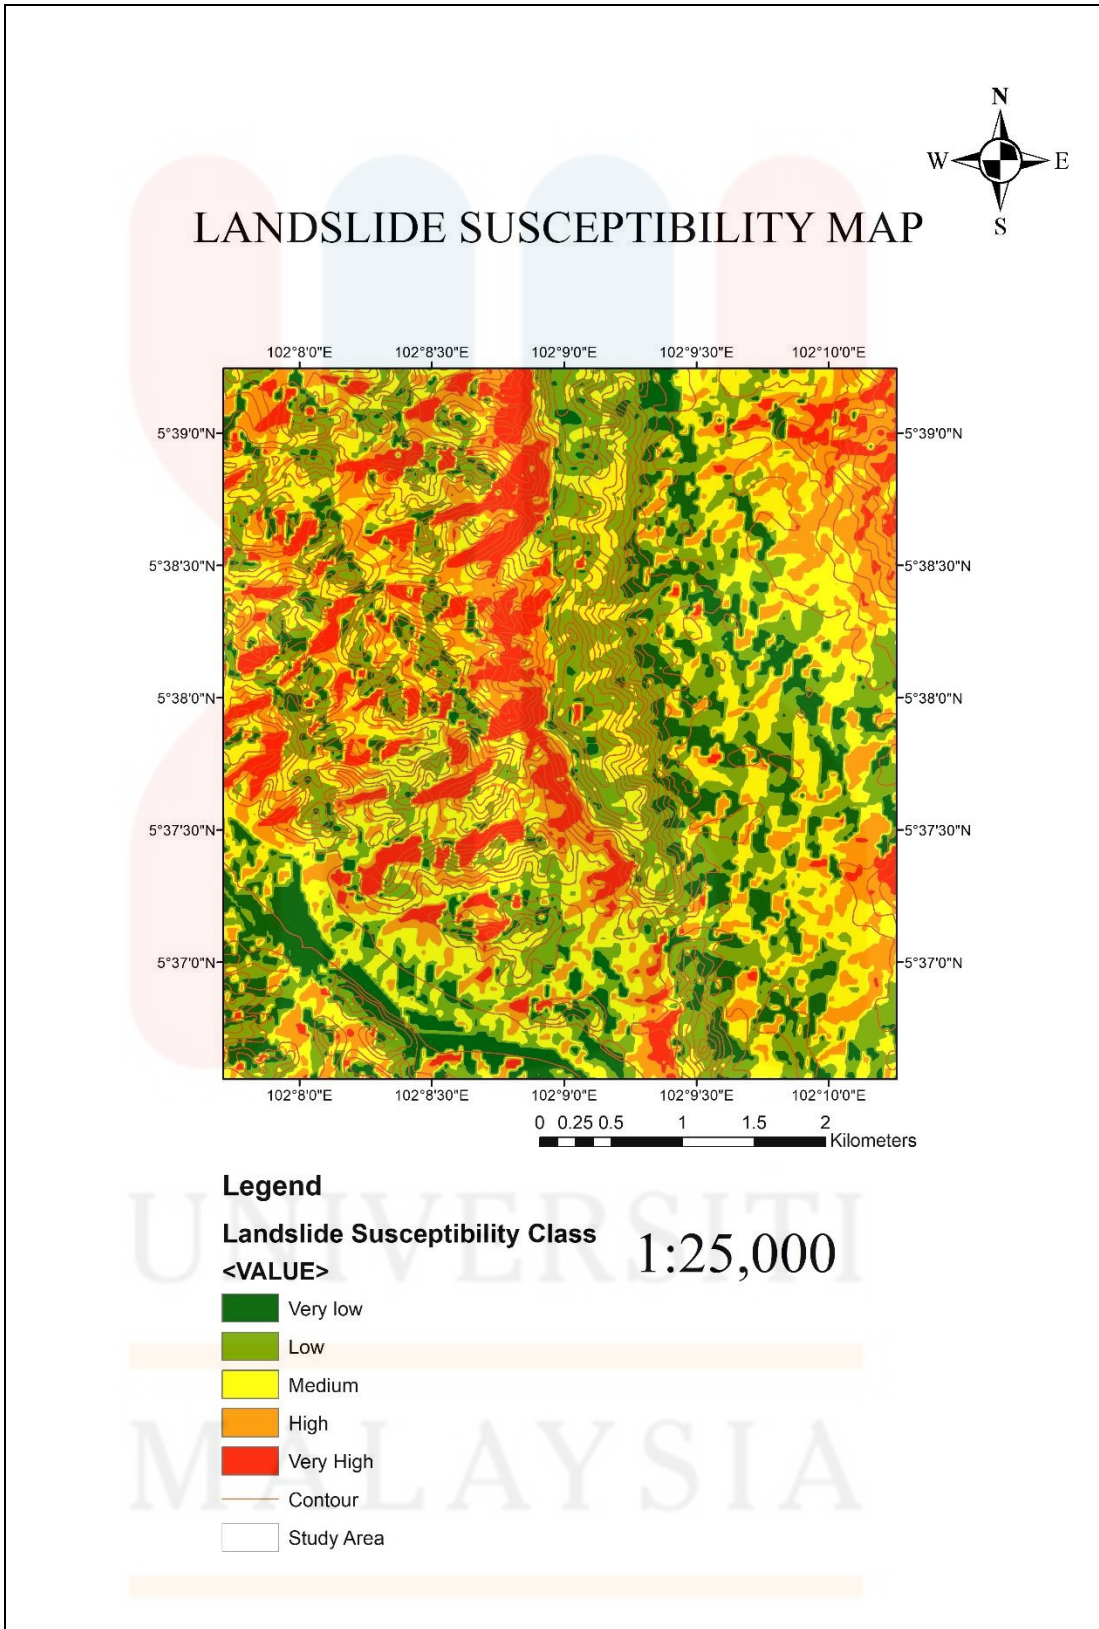 N
W E
S
LANDSLIDE SUSCEPTIBILITY MAP
102°8'0"E 102°8'30"E 102°9'0"E 102°9'30"E 102°10'0"E
5°39'0"N 5°39'0"N
5°38'30"N 5°38'30"N
5°38'0"N 5°38'0"N
5°37'30"N 5°37'30"N
5°37'0"N 5°37'0"N
102°8'0"E 102°8'30"E 102°9'0"E 102°9'30"E 102°10'0"E
0 0.25 0.5 1 1.5 2
Kilometers
Legend
Landslide Susceptibility Class
<VALUE>
1:25,000
Very low
Low
Medium
High
Very High
Contour
Study Area
UNIVERSITI
MALAYSIA